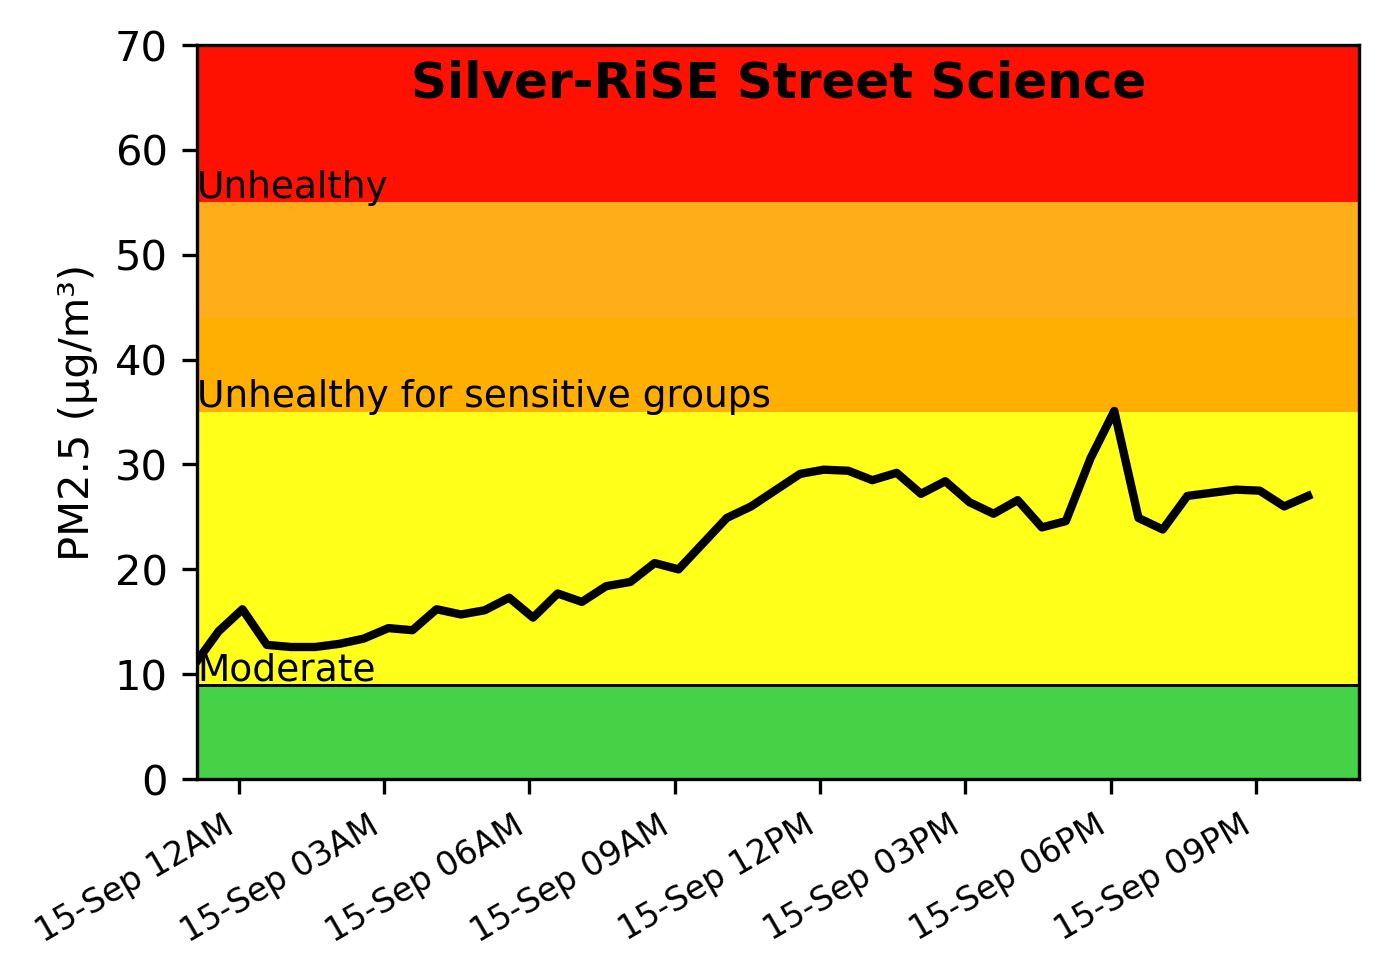 Silver-RiSE Street Science
70
60
Unhealthy
50
40
Unhealthy for sensitive groups
30
20
10
Moderate
0
PM2.5 (µg/m³)
15-Sep 12AM
15-Sep 03AM
15-Sep 06AM
15-Sep 09AM
15-Sep 12PM
15-Sep 03PM
15-Sep 06PM
15-Sep 09PM